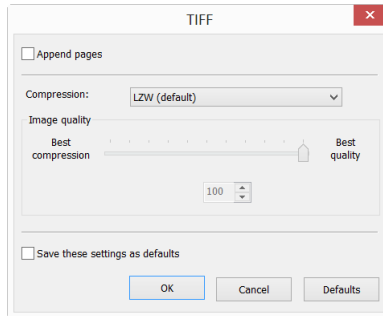 TIFF
Append pages
Compression: LZW (default)
Image quality
Best compression
Best quality
100
Save these settings as defaults
OK Cancel Defaults